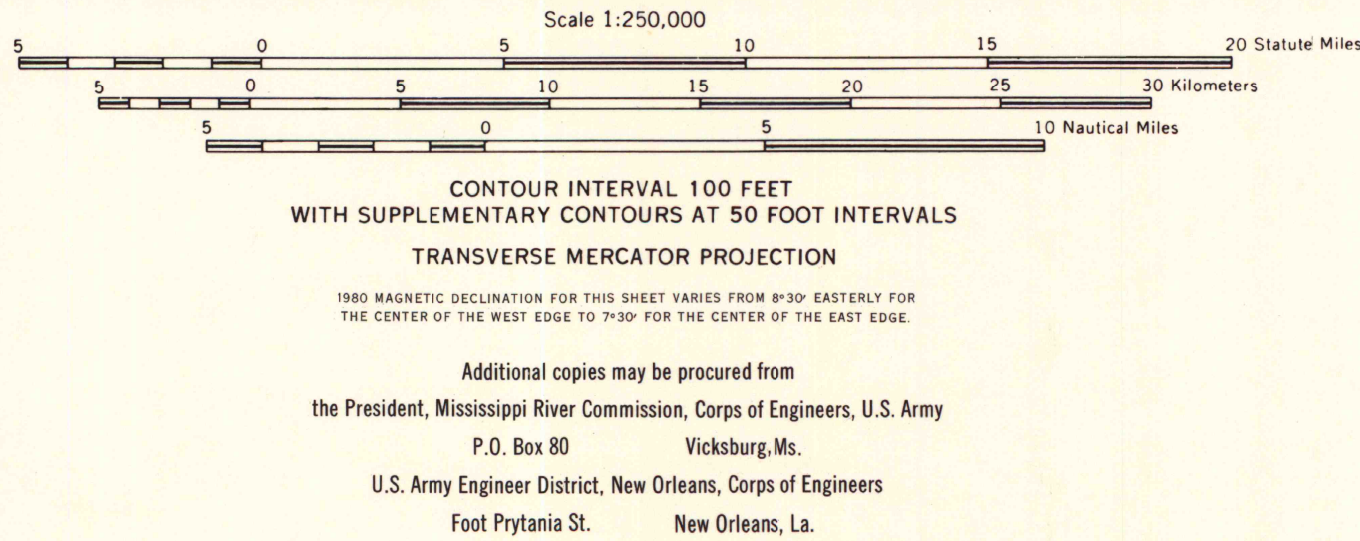 Scale 1:250,000
5 0 5 10 15 20 Statute Miles
5 0 5 10 15 20 25 30 Kilometers
5 0 5 10 Nautical Miles
CONTOUR INTERVAL 100 FEET
WITH SUPPLEMENTARY CONTOURS AT 50 FOOT INTERVALS
TRANSVERSE MERCATOR PROJECTION
1980 MAGNETIC DECLINATION FOR THIS SHEET VARIES FROM 8°30′ EASTERLY FOR
THE CENTER OF THE WEST EDGE TO 7°30′ FOR THE CENTER OF THE EAST EDGE.
Additional copies may be procured from
the President, Mississippi River Commission, Corps of Engineers, U.S. Army
P.O. Box 80 Vicksburg, Ms.
U.S. Army Engineer District, New Orleans, Corps of Engineers
Foot Prytania St. New Orleans, La.